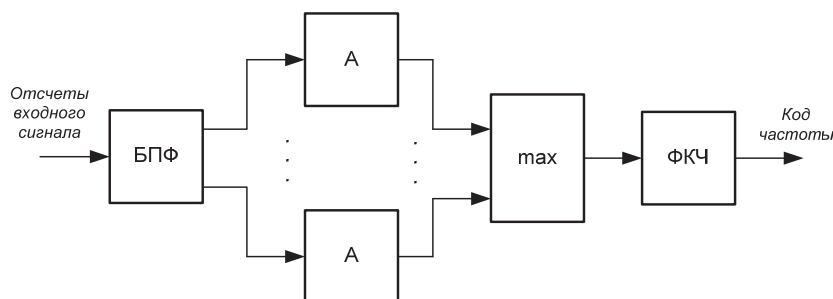 Отсчеты
входного
сигнала
БПФ
А
А
max
ФКЧ
Код
частоты